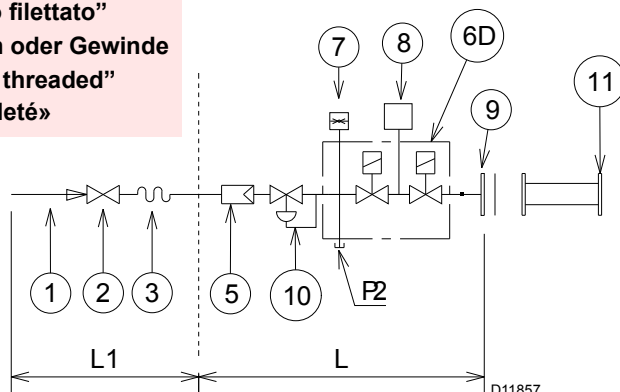 filettato”
oder Gewinde
threaded”
leté»
7
8
6D
9
11
1
2
3
5
10
P2
L1
L
D11857